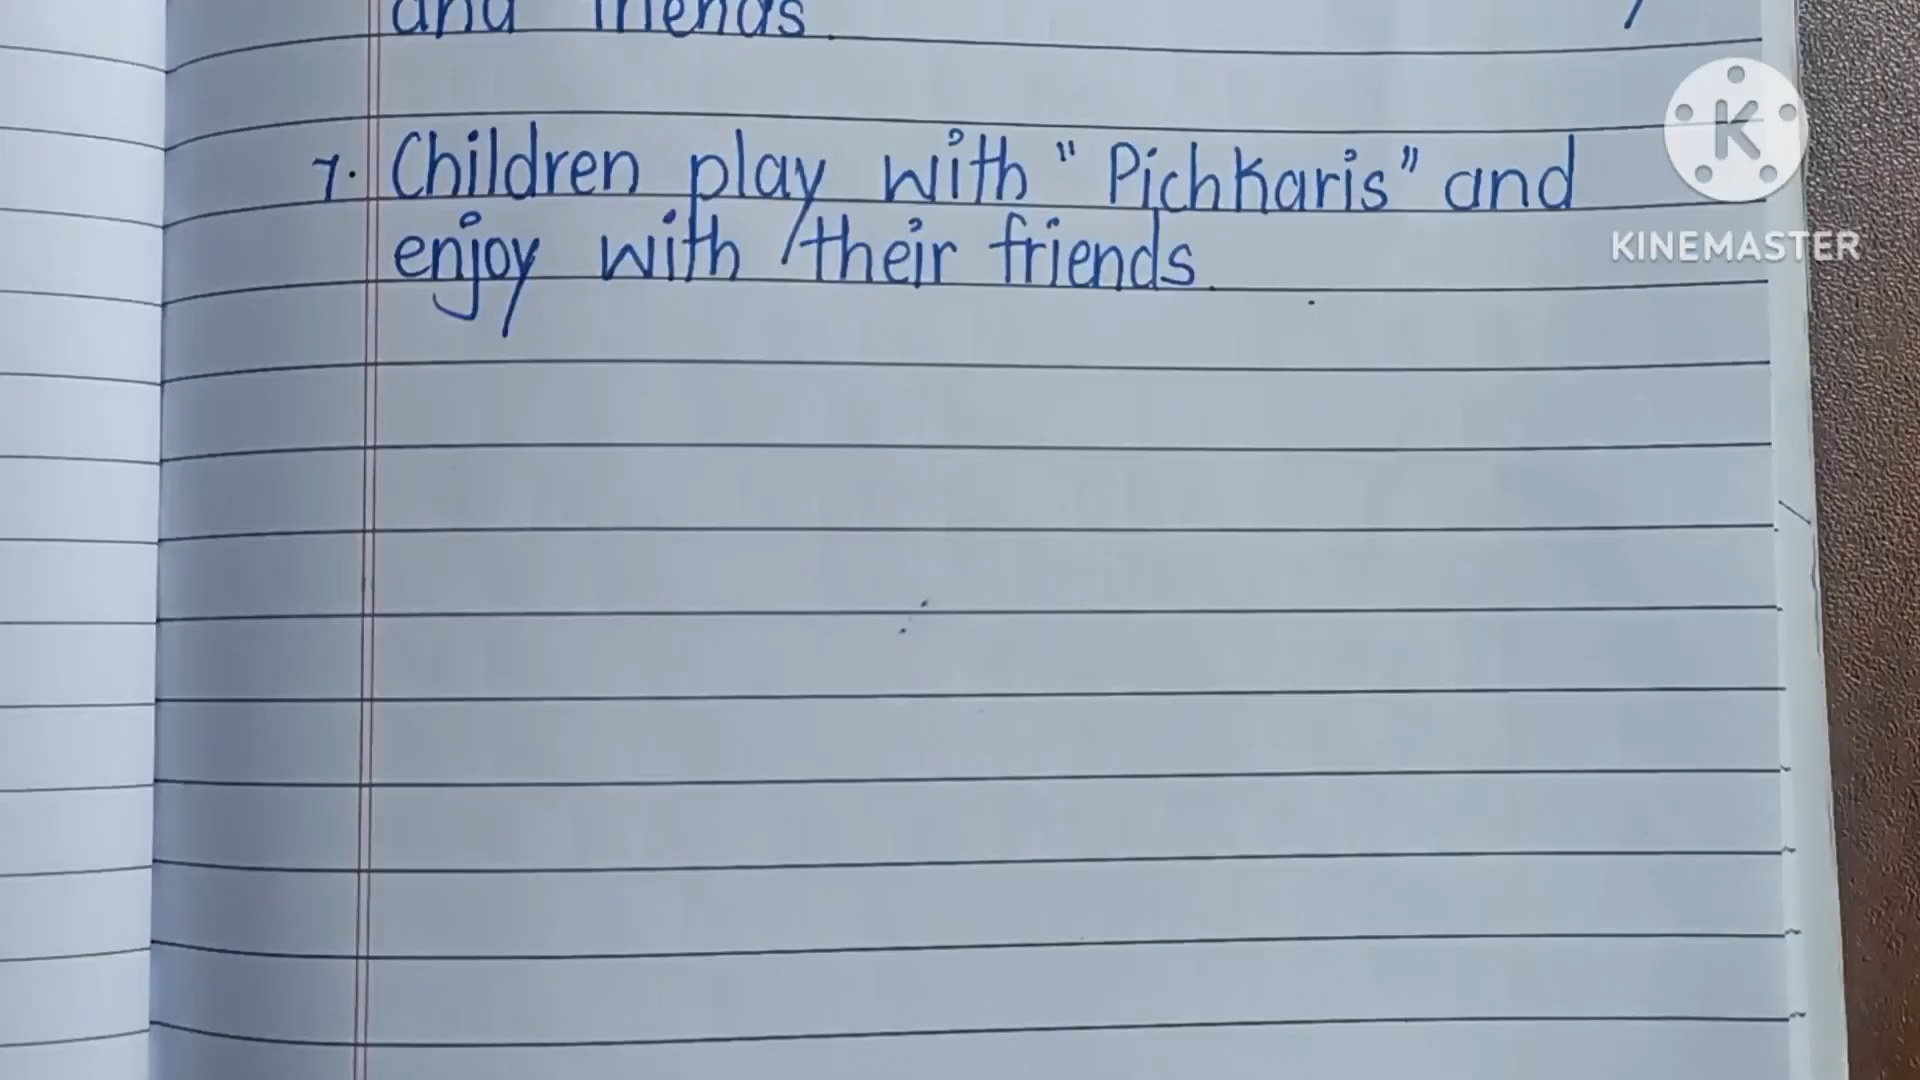 and friends.
7. Children play with "Pichkaris" and
enjoy with their friends.
K
KINEMASTER